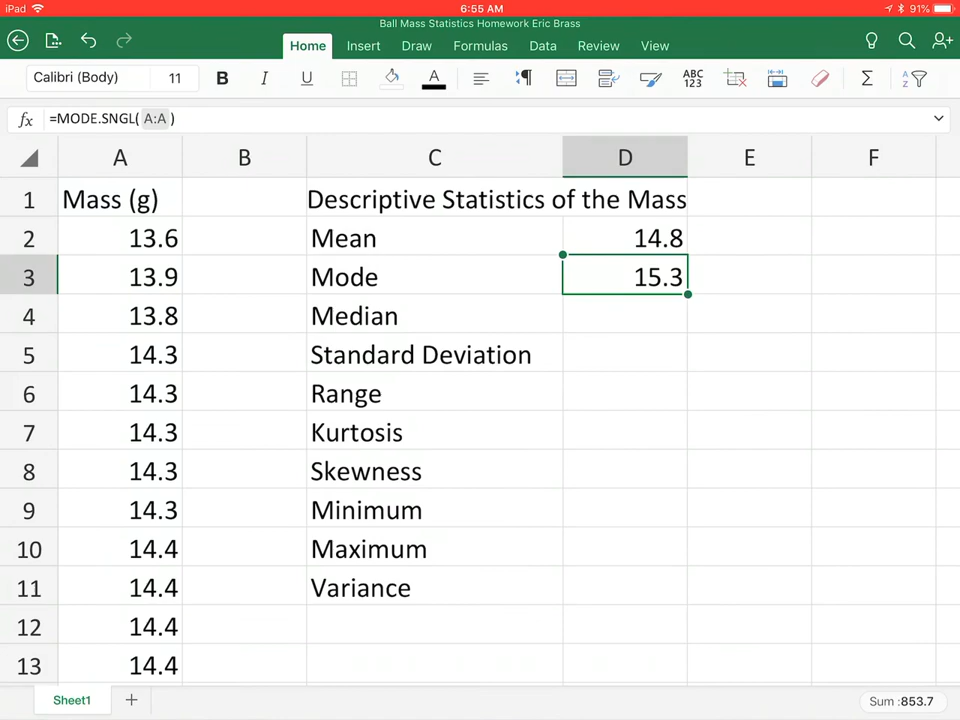 iPad 6:55 AM 91%
Ball Mass Statistics Homework Eric Brass
Home Insert Draw Formulas Data Review View
Calibri (Body) 11 B I U A ABC 123 Σ A Z
fx =MODE.SNGL( A:A )
A B C D E F
1 Mass (g) Descriptive Statistics of the Mass
2 13.6 Mean 14.8
3 13.9 Mode 15.3
4 13.8 Median
5 14.3 Standard Deviation
6 14.3 Range
7 14.3 Kurtosis
8 14.3 Skewness
9 14.3 Minimum
10 14.4 Maximum
11 14.4 Variance
12 14.4
13 14.4
Sheet1 + Sum :853.7